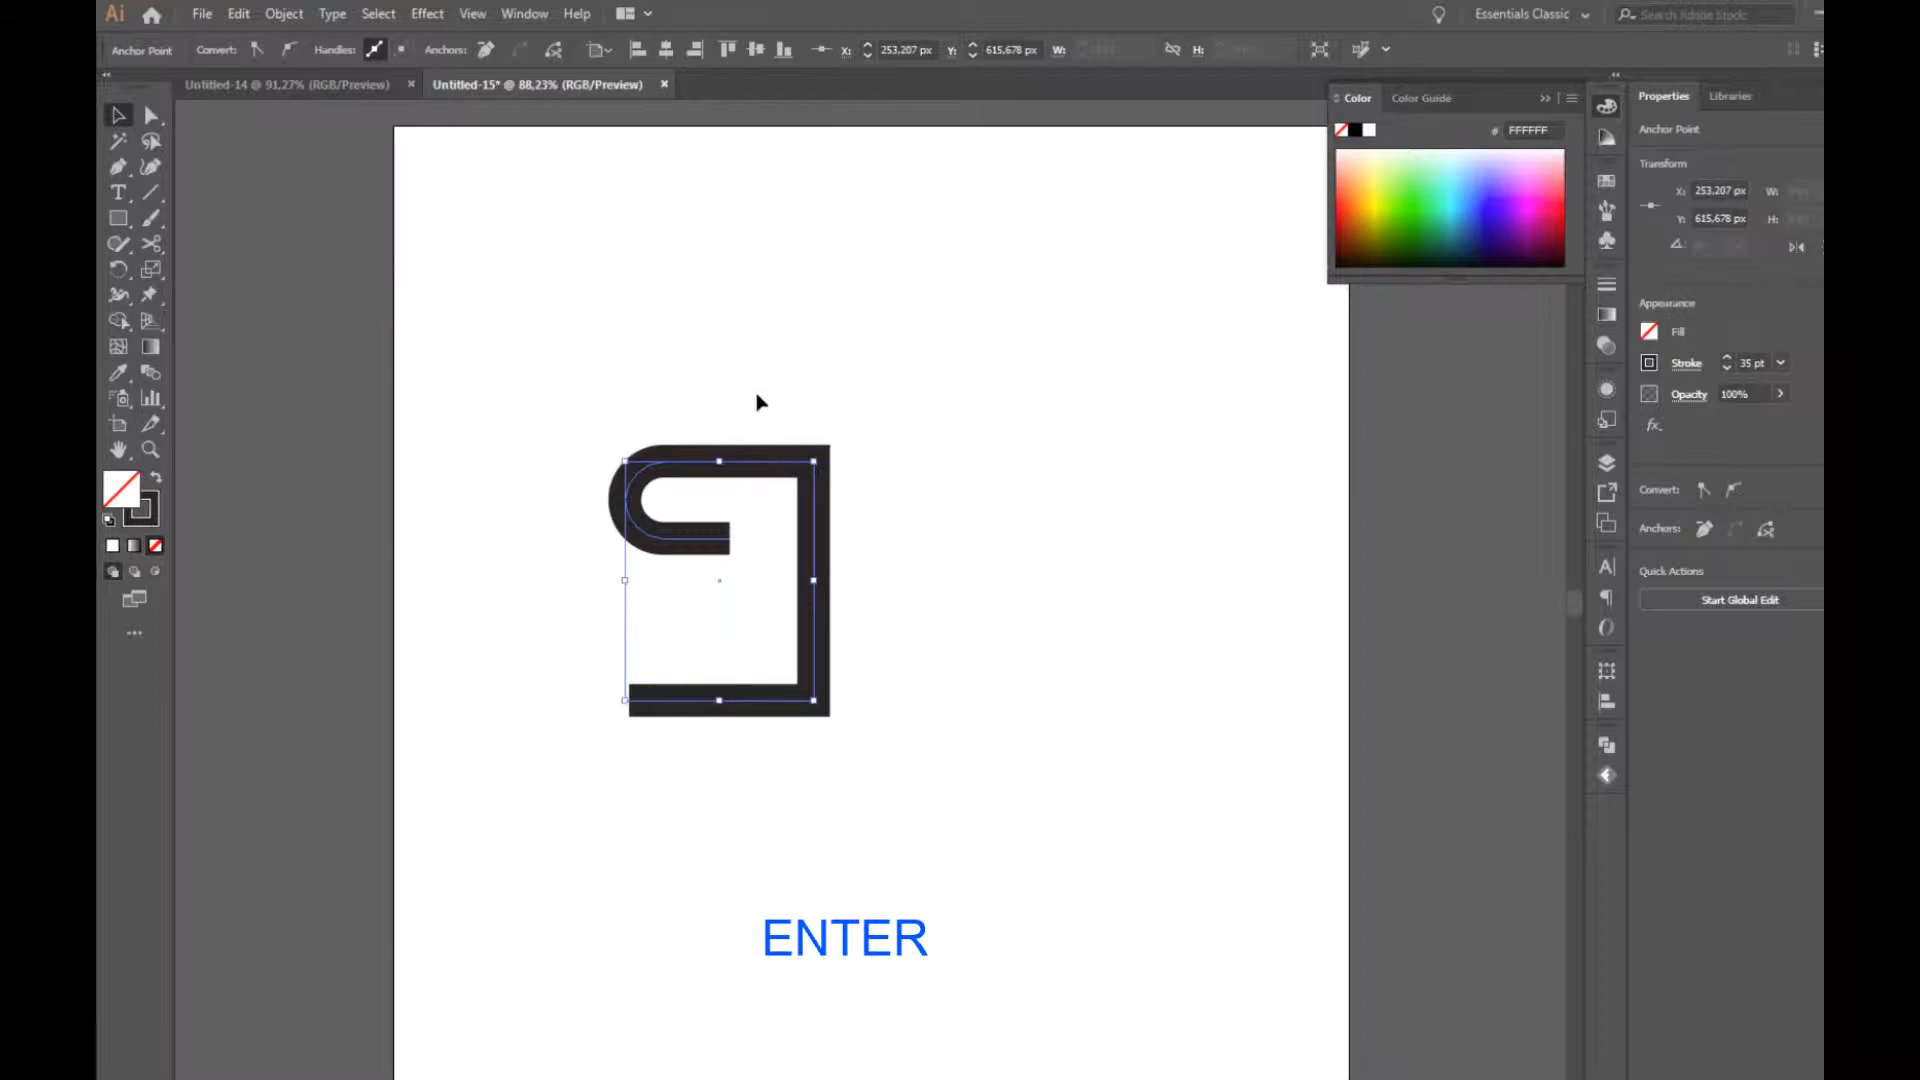 Ai File Edit Object Type Select Effect View Window Help Essentials Classic Search Adobe Stock
Anchor Point Convert: Handles: Anchors: X: 253,207 px Y: 615,678 px W: H:
Untitled-14 @ 91,27% (RGB/Preview) × Untitled-15* @ 88,23% (RGB/Preview) ×
Color Color Guide
# FFFFFF
Properties Libraries
Anchor Point
Transform
X: 253,207 px W:
Y: 615,678 px H:
Appearance
Fill
Stroke 35 pt
Opacity 100%
fx.
Convert:
Anchors:
Quick Actions
Start Global Edit
ENTER